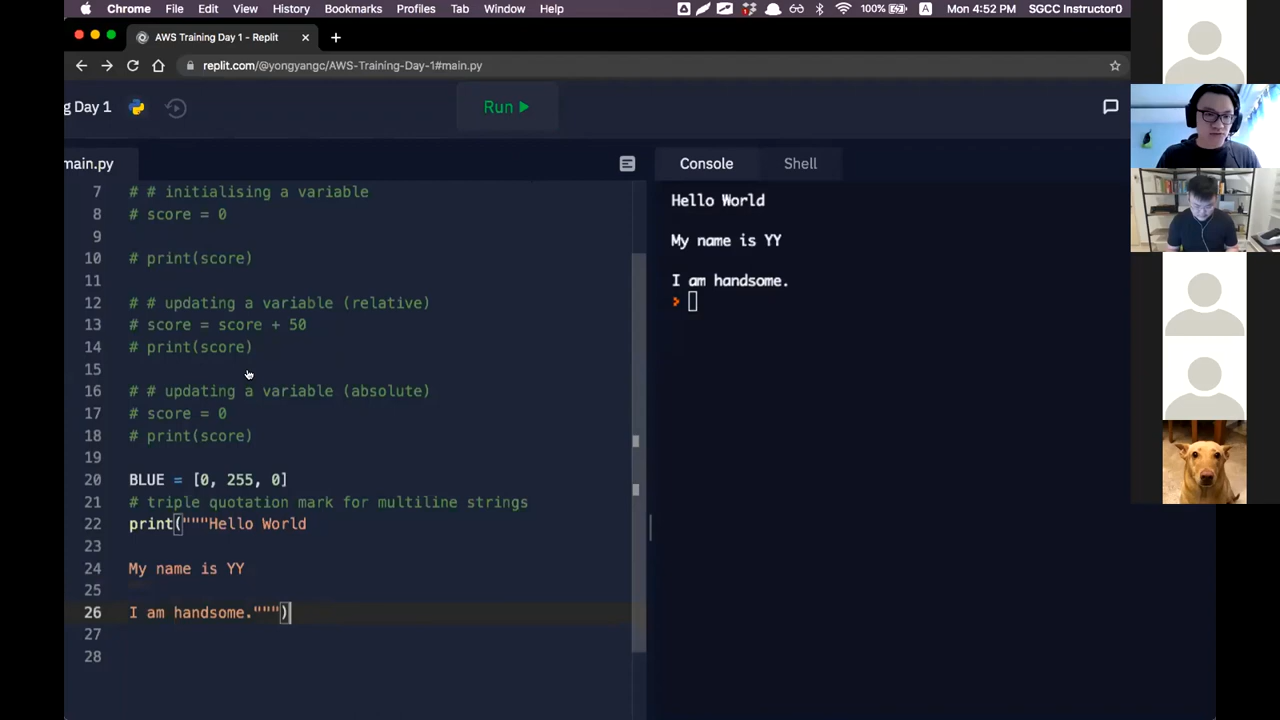 Chrome File Edit View History Bookmarks Profiles Tab Window Help 100% A Mon 4:52 PM SGCC Instructor0
AWS Training Day 1 - Replit
replit.com/@yongyangc/AWS-Training-Day-1#main.py
g Day 1
Run
main.py
Console Shell
7 # # initialising a variable
8 # score = 0
9
10 # print(score)
11
12 # # updating a variable (relative)
13 # score = score + 50
14 # print(score)
15
16 # # updating a variable (absolute)
17 # score = 0
18 # print(score)
19
20 BLUE = [0, 255, 0]
21 # triple quotation mark for multiline strings
22 print("""Hello World
23
24 My name is YY
25
26 I am handsome.""")
27
28
Hello World
My name is YY
I am handsome.
>